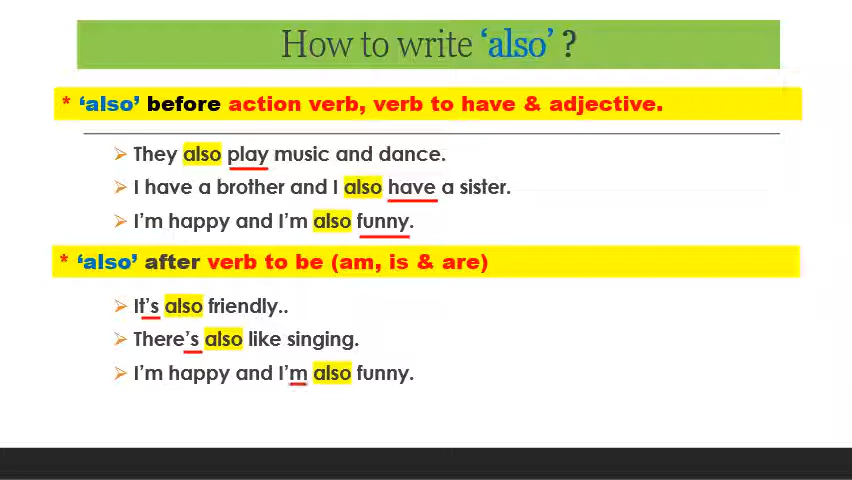 How to write ‘also’ ?
* ‘also’ before action verb, verb to have & adjective.
They also play music and dance.
I have a brother and I also have a sister.
I’m happy and I’m also funny.
* ‘also’ after verb to be (am, is & are)
It’s also friendly..
There’s also like singing.
I’m happy and I’m also funny.